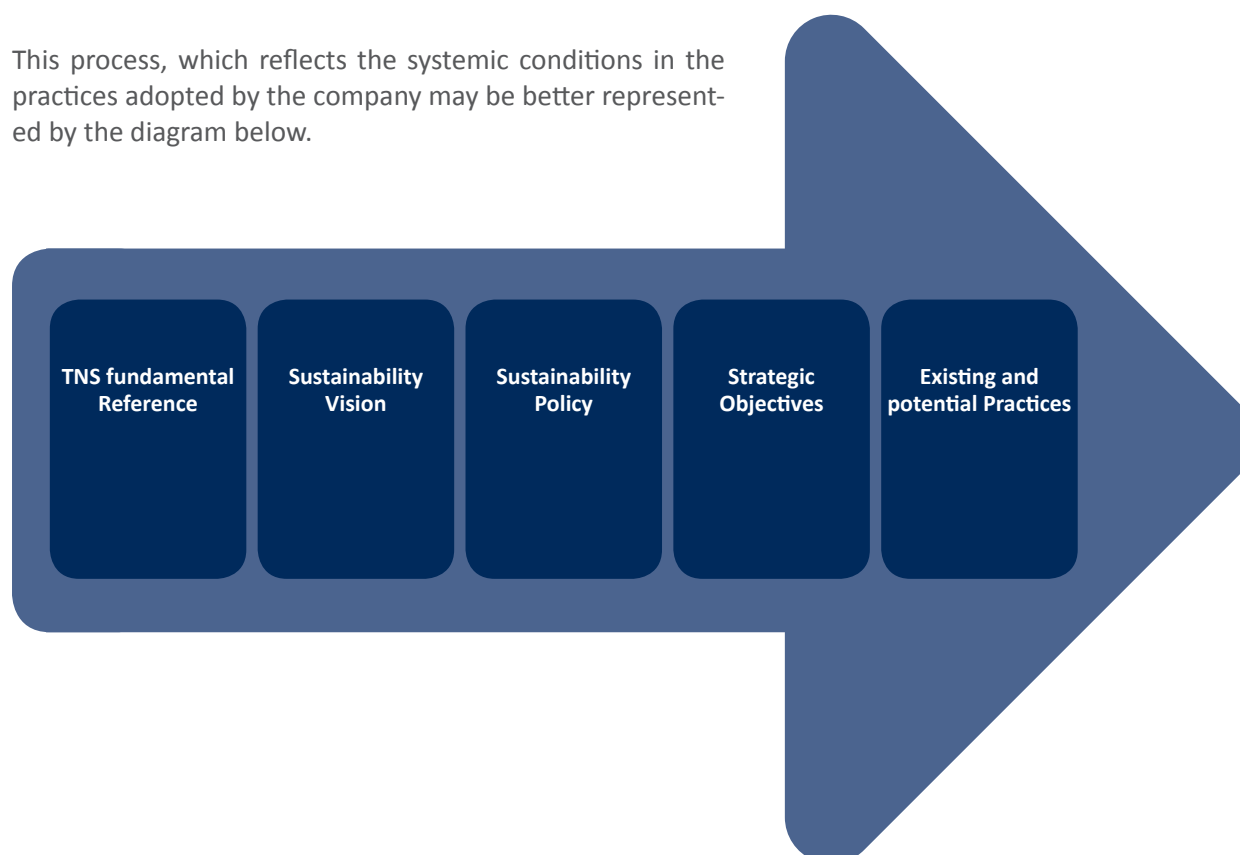 This process, which reflects the systemic conditions in the
practices adopted by the company may be better represent-
ed by the diagram below.
TNS fundamental
Reference
Sustainability
Vision
Sustainability
Policy
Strategic
Objectives
Existing and
potential Practices